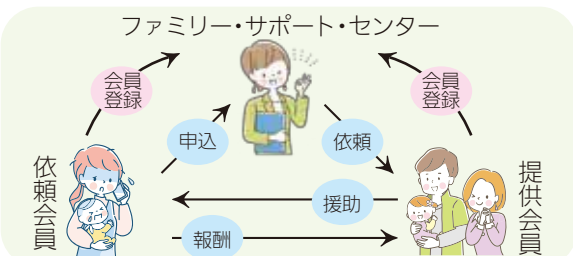 ファミリー・サポート・センター
会員
登録
会員
登録
申込
依頼
依頼会員
提供会員
援助
報酬